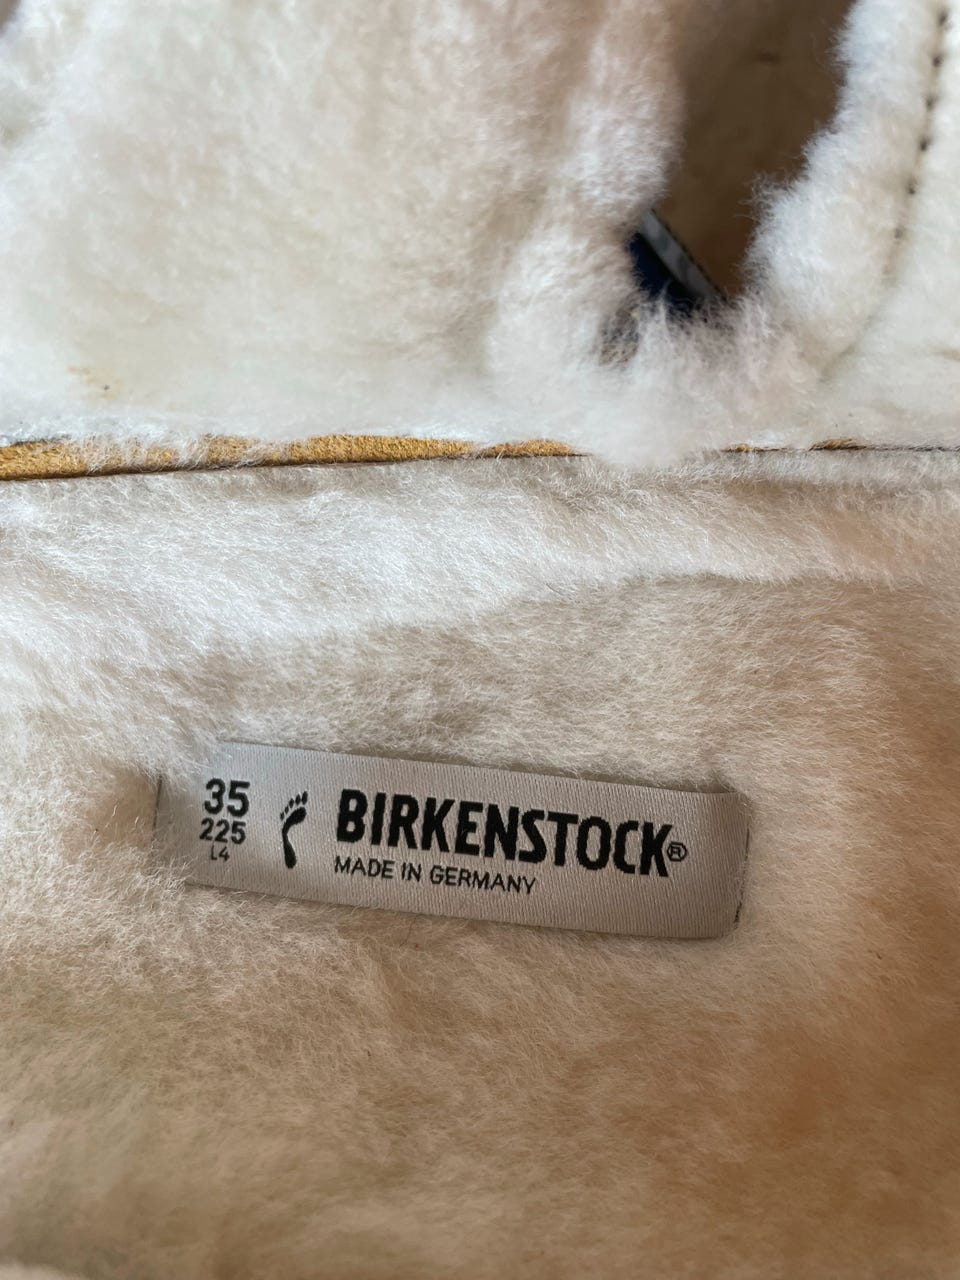 35
225
L4
BIRKENSTOCK®
MADE IN GERMANY